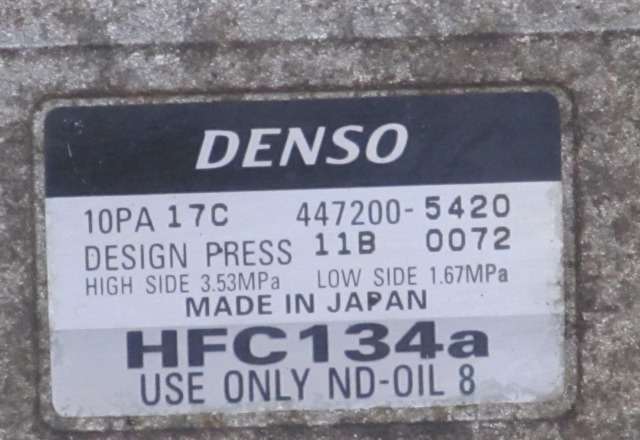 DENSO
10PA 17C 447200-5420
DESIGN PRESS 11B 0072
HIGH SIDE 3.53MPa LOW SIDE 1.67MPa
MADE IN JAPAN
HFC134a
USE ONLY ND-OIL 8